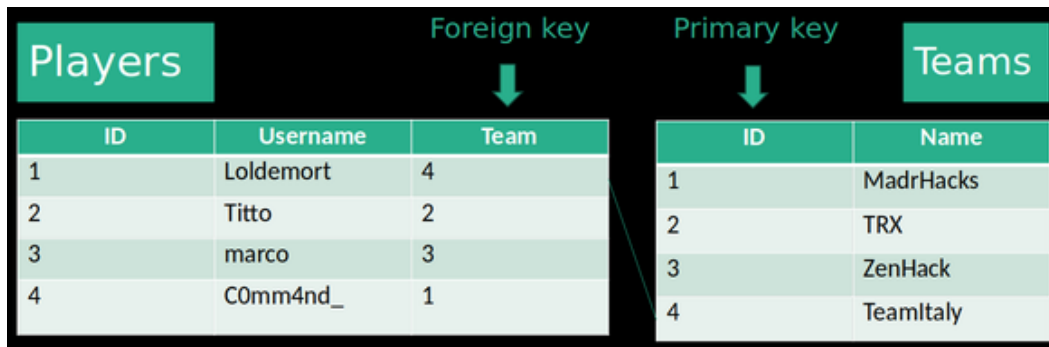 Players
Foreign key
Primary key
Teams
ID Username Team
1 Loldemort 4
2 Titto 2
3 marco 3
4 C0mm4nd_ 1
ID Name
1 MadrHacks
2 TRX
3 ZenHack
4 TeamItaly